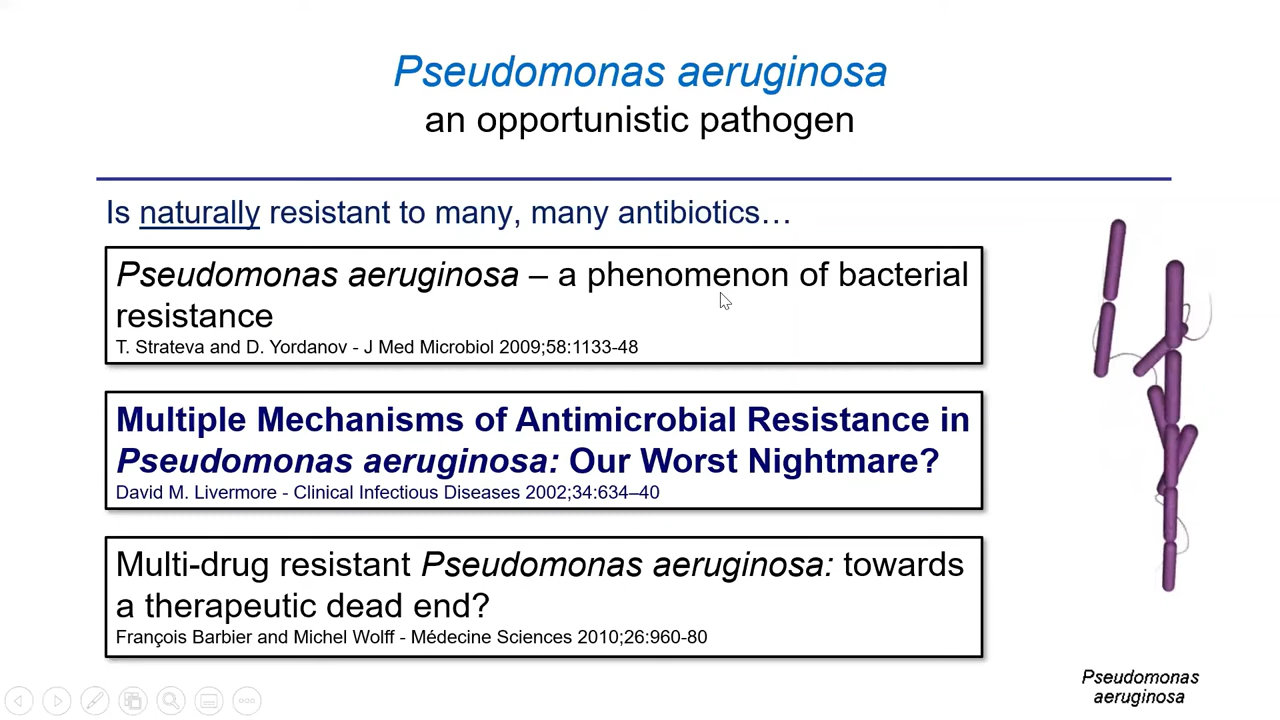 Pseudomonas aeruginosa
an opportunistic pathogen
Is naturally resistant to many, many antibiotics…
Pseudomonas aeruginosa – a phenomenon of bacterial
resistance
T. Strateva and D. Yordanov - J Med Microbiol 2009;58:1133-48
Multiple Mechanisms of Antimicrobial Resistance in
Pseudomonas aeruginosa: Our Worst Nightmare?
David M. Livermore - Clinical Infectious Diseases 2002;34:634–40
Multi-drug resistant Pseudomonas aeruginosa: towards
a therapeutic dead end?
François Barbier and Michel Wolff - Médecine Sciences 2010;26:960-80
Pseudomonas
aeruginosa